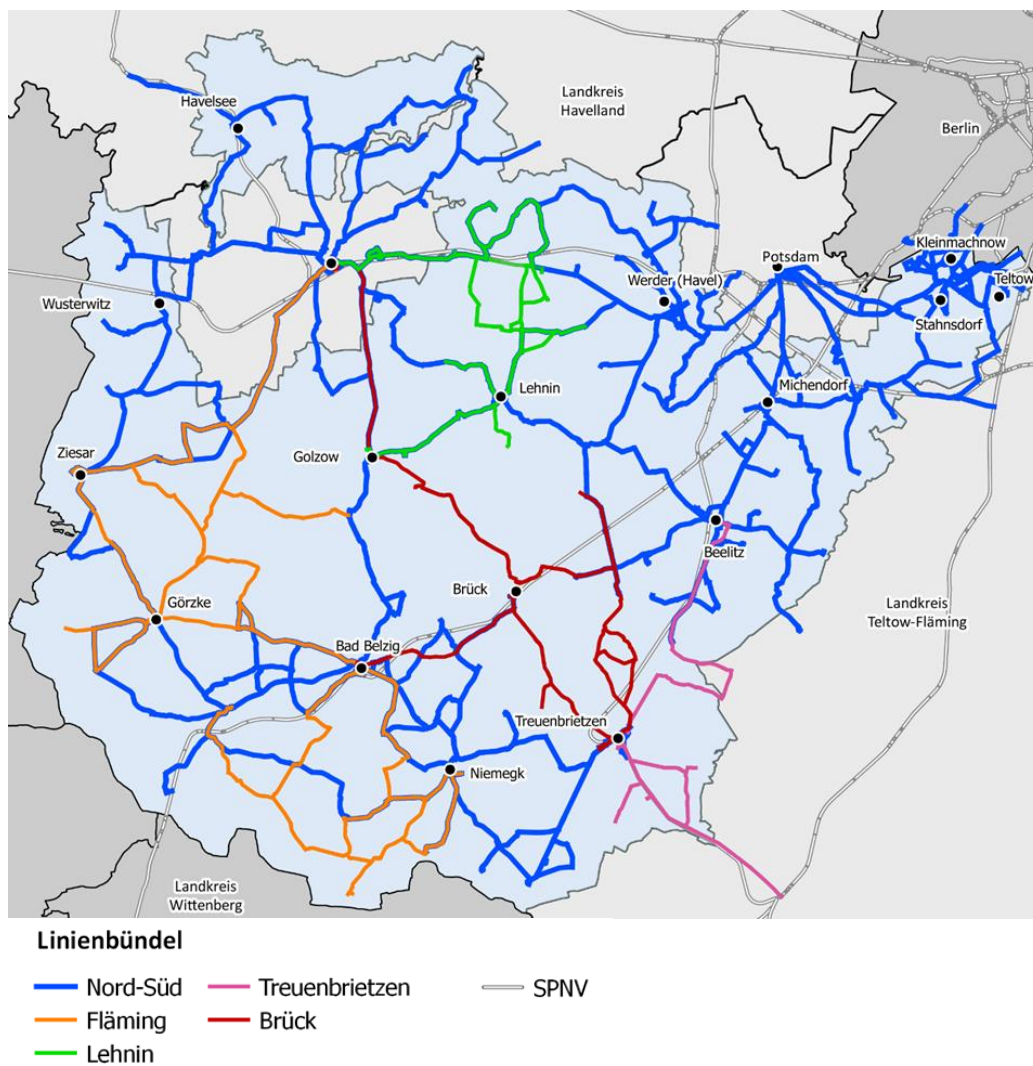 Havelsee
Landkreis
Havelland
Berlin
Kleinmachnow
Potsdam
Teltow
Werder (Havel)
Wusterwitz
Stahnsdorf
Lehnin
Michendorf
Ziesar
Golzow
Beelitz
Brück
Görzke
Landkreis
Teltow-Fläming
Bad Belzig
Treuenbrietzen
Niemegk
Landkreis
Wittenberg
Linienbündel
Nord-Süd
Treuenbrietzen
SPNV
Fläming
Brück
Lehnin